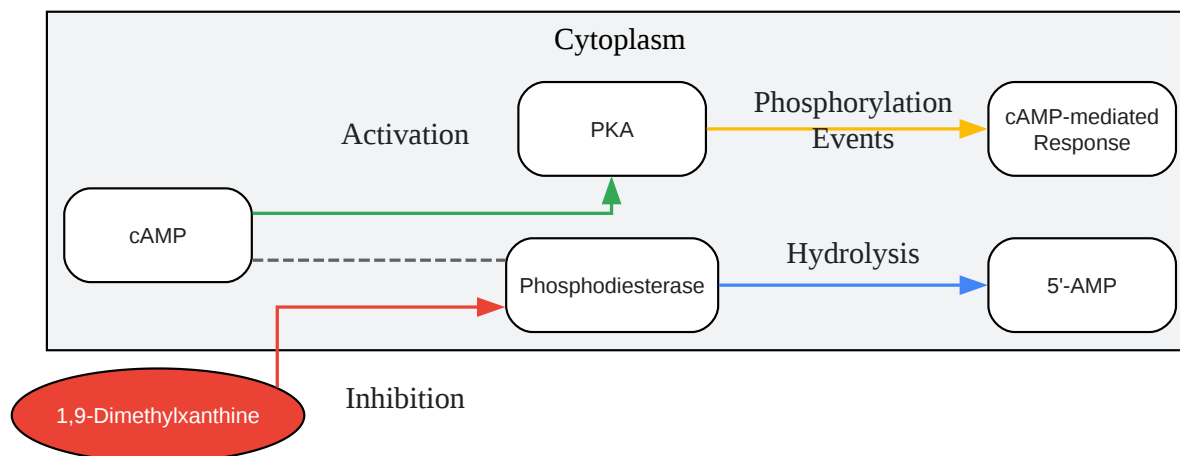 Cytoplasm
Phosphorylation
Events
Activation
PKA
cAMP-mediated
Response
cAMP
Hydrolysis
Phosphodiesterase
5'-AMP
1,9-Dimethylxanthine
Inhibition